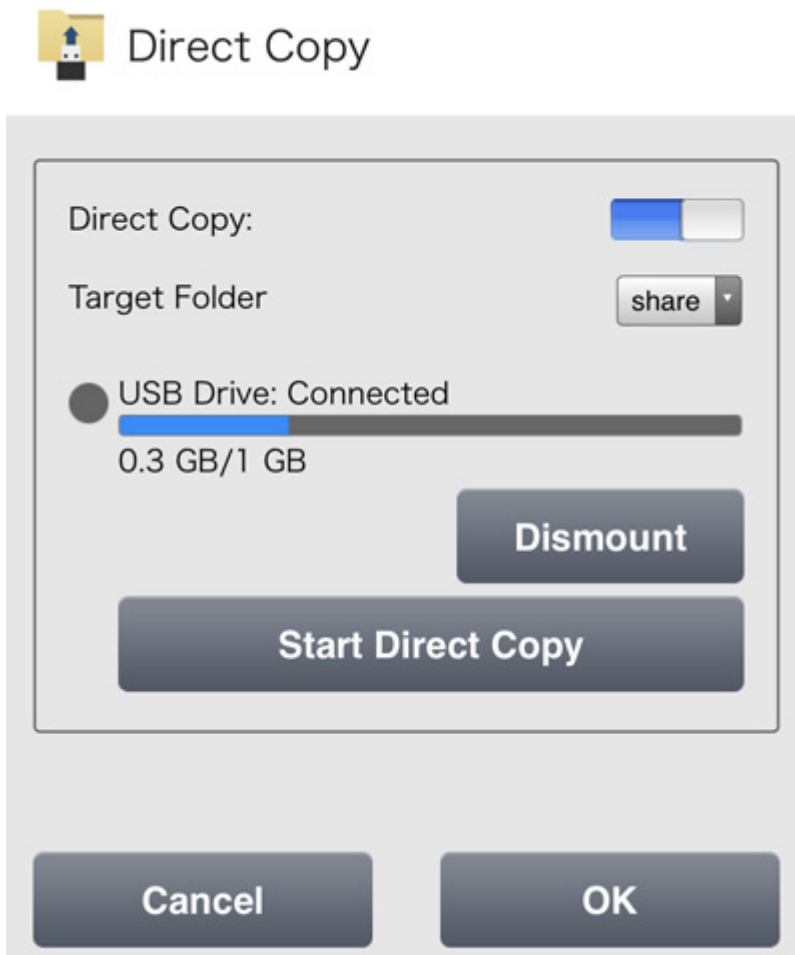 Direct Copy
Direct Copy:
Target Folder
share
USB Drive: Connected
0.3 GB/1 GB
Dismount
Start Direct Copy
Cancel
OK